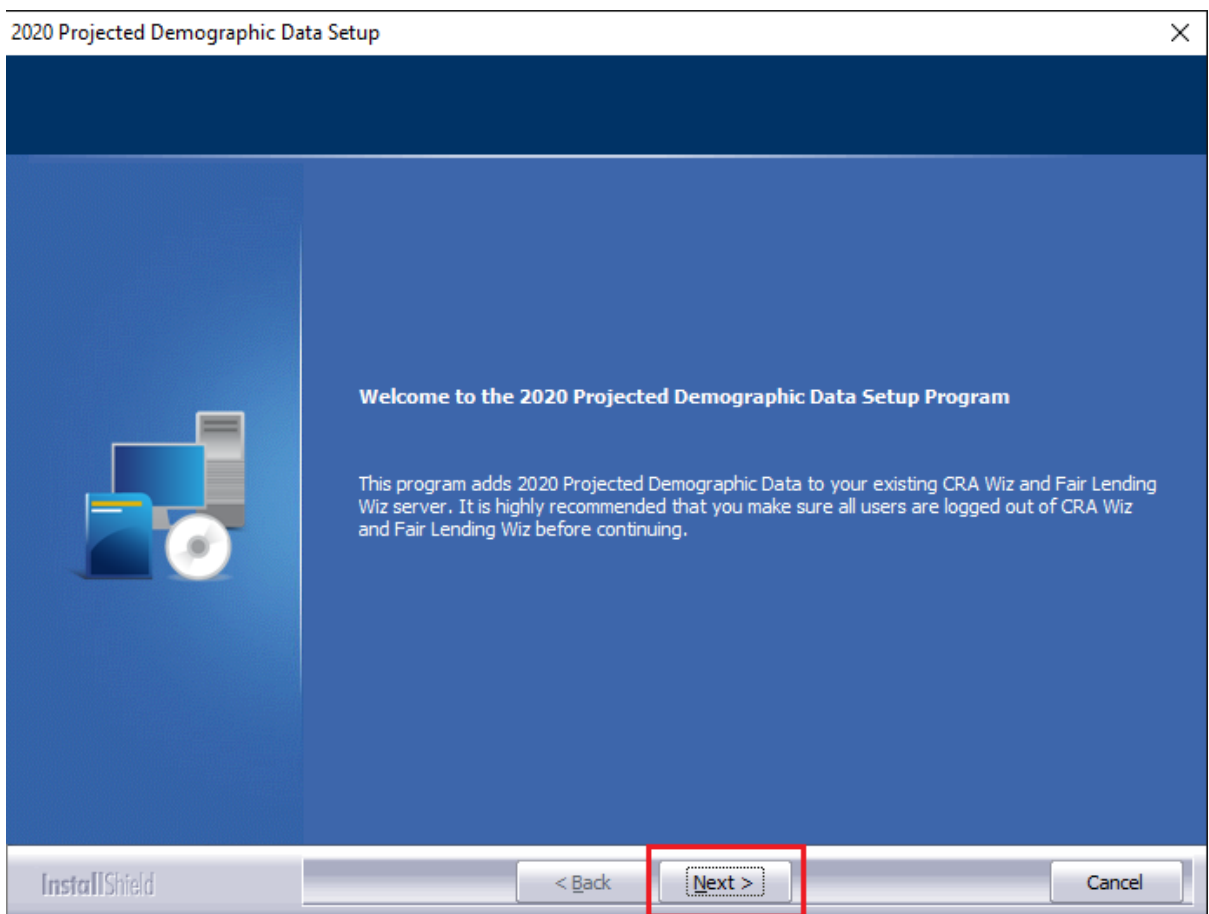 2020 Projected Demographic Data Setup
Welcome to the 2020 Projected Demographic Data Setup Program
This program adds 2020 Projected Demographic Data to your existing CRA Wiz and Fair Lending
Wiz server. It is highly recommended that you make sure all users are logged out of CRA Wiz
and Fair Lending Wiz before continuing.
InstallShield
< Back
Next >
Cancel